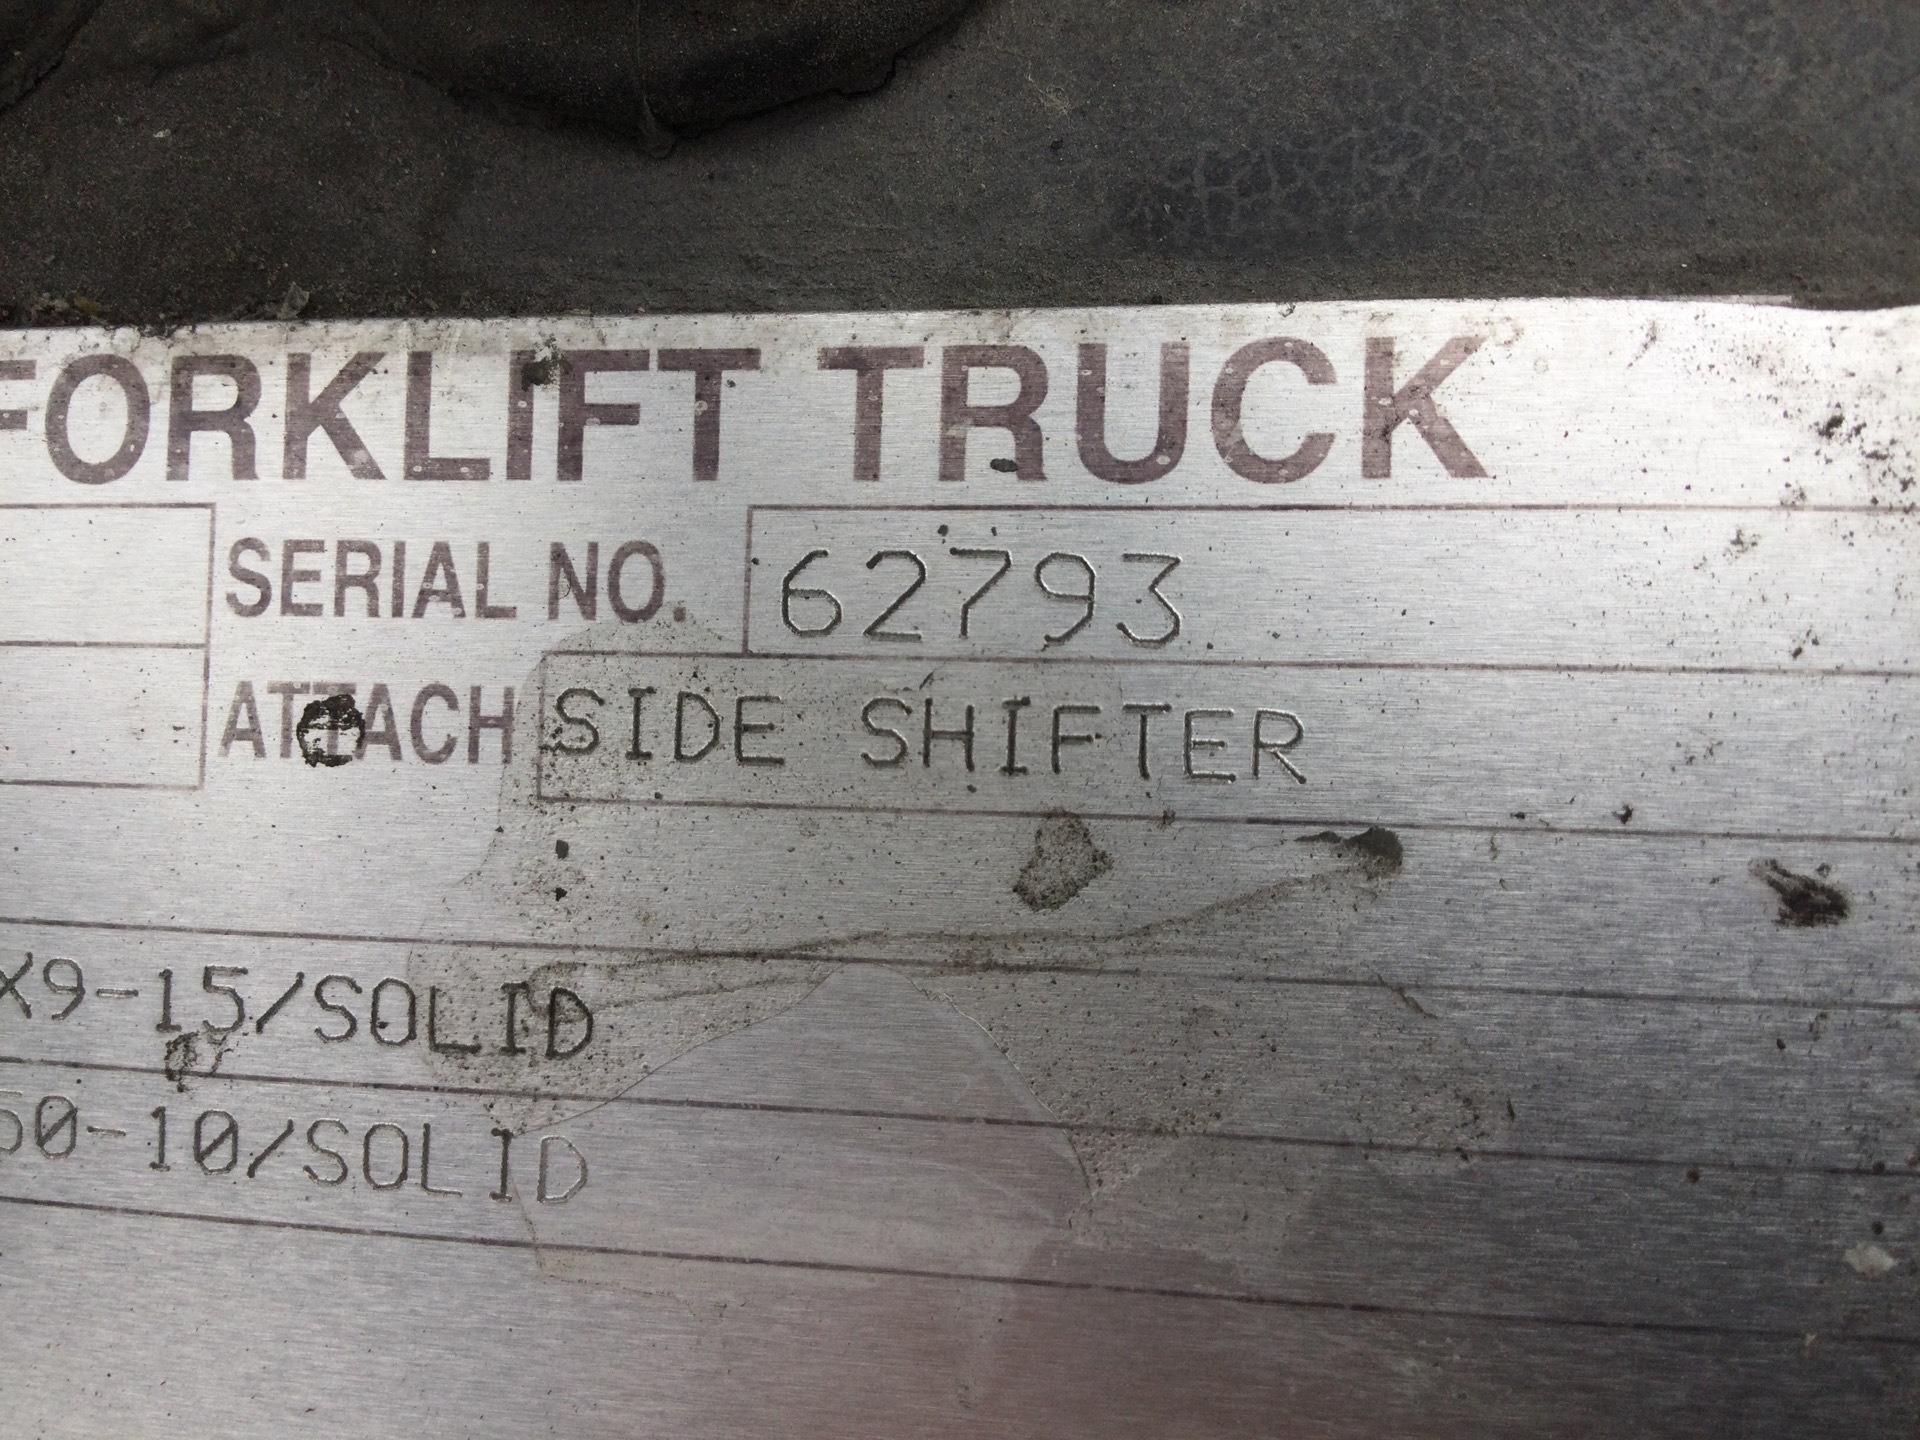 FORKLIFT TRUCK
SERIAL NO. 62793
ATTACH SIDE SHIFTER
X9-15/SOLID
50-10/SOLID